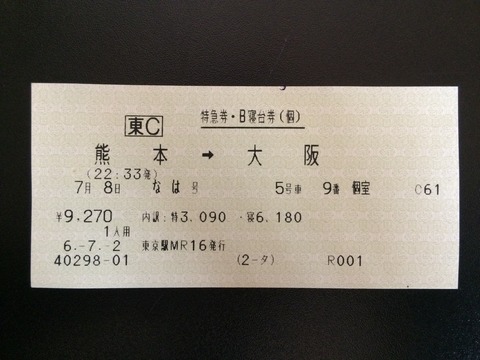 東C 特急券・B寝台券(個)
熊本 → 大阪
(22:33発)
7月 8日 なは号 5号車 9番 個室 C61
¥9,270 内訳:特3,090・寝6,180
1人用
6.-7.-2 東京駅MR16発行
40298-01 (2-タ) R001